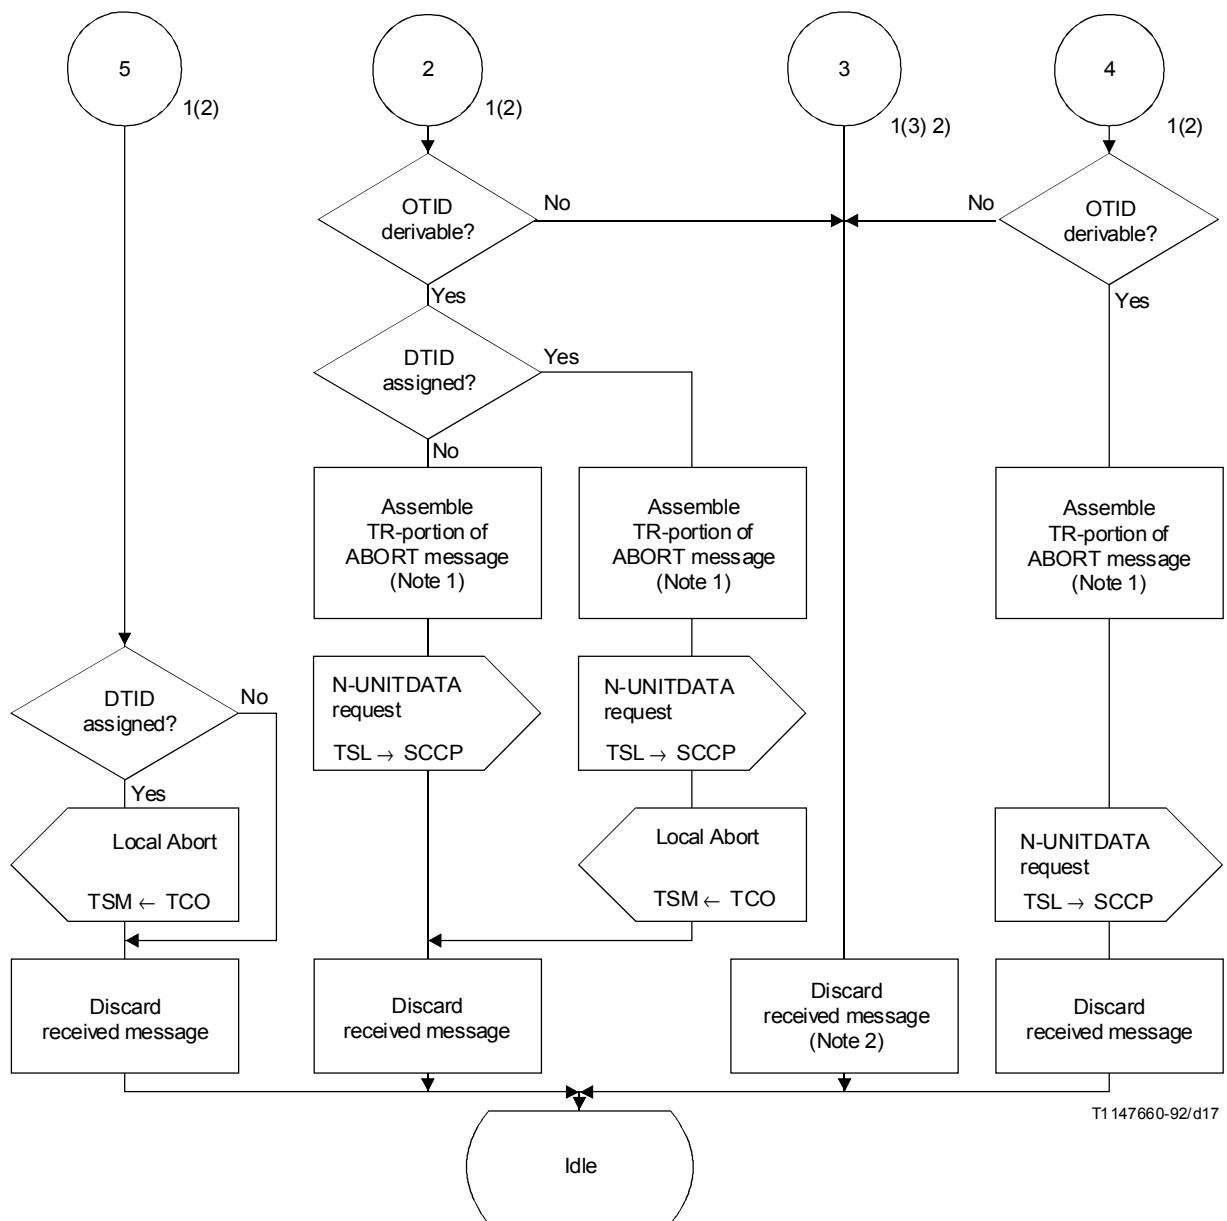 5
1(2)
2
1(2)
3
1(3) 2)
4
1(2)
OTID
derivable?
No
Yes
No
OTID
derivable?
Yes
DTID
assigned?
Yes
No
Assemble
TR-portion of
ABORT message
(Note 1)
Assemble
TR-portion of
ABORT message
(Note 1)
Assemble
TR-portion of
ABORT message
(Note 1)
DTID
assigned?
No
Yes
N-UNITDATA
request
TSL → SCCP
N-UNITDATA
request
TSL → SCCP
Local Abort
TSM ← TCO
Local Abort
TSM ← TCO
N-UNITDATA
request
TSL → SCCP
Discard
received message
Discard
received message
Discard
received message
(Note 2)
Discard
received message
T1147660-92/d17
Idle